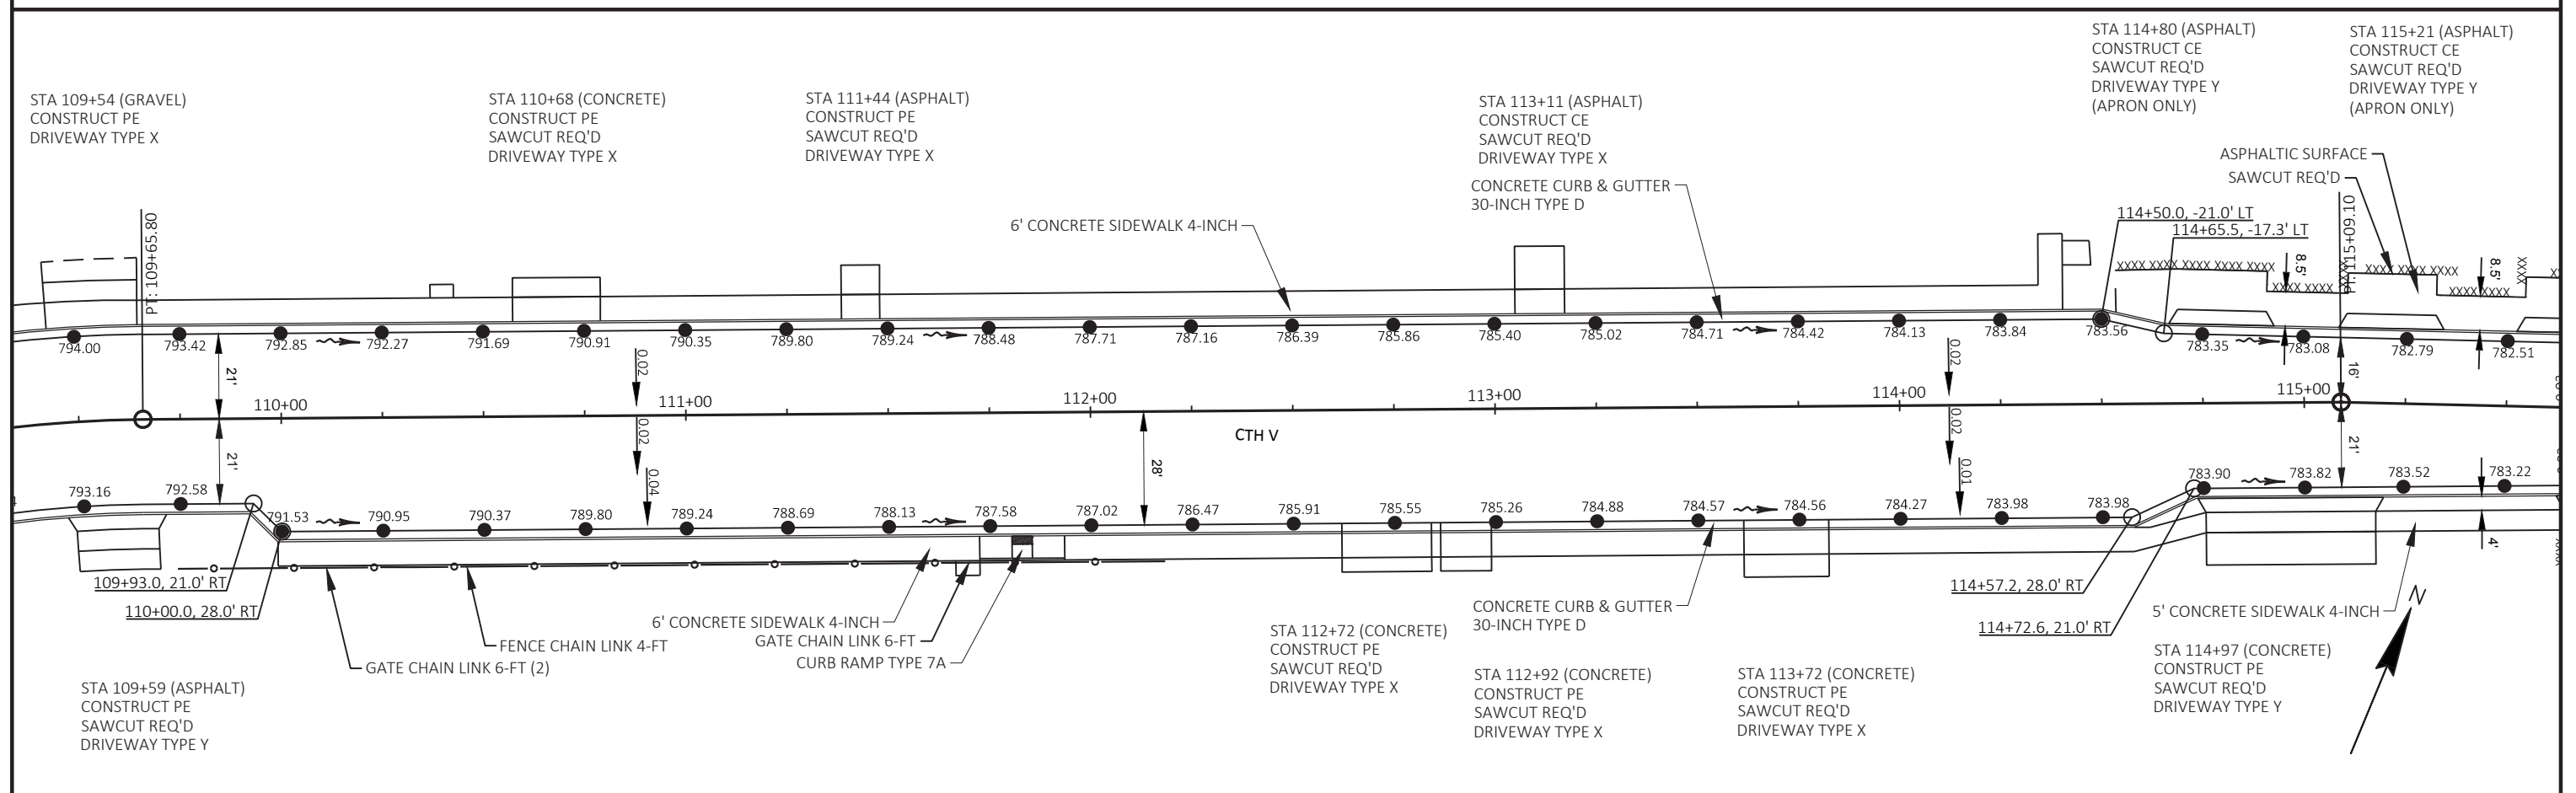 STA 109+54 (GRAVEL)
CONSTRUCT PE
DRIVEWAY TYPE X
STA 110+68 (CONCRETE)
CONSTRUCT PE
SAWCUT REQ'D
DRIVEWAY TYPE X
STA 111+44 (ASPHALT)
CONSTRUCT PE
SAWCUT REQ'D
DRIVEWAY TYPE X
STA 113+11 (ASPHALT)
CONSTRUCT CE
SAWCUT REQ'D
DRIVEWAY TYPE X
STA 114+80 (ASPHALT)
CONSTRUCT CE
SAWCUT REQ'D
DRIVEWAY TYPE Y
(APRON ONLY)
STA 115+21 (ASPHALT)
CONSTRUCT CE
SAWCUT REQ'D
DRIVEWAY TYPE Y
(APRON ONLY)
ASPHALTIC SURFACE
SAWCUT REQ'D
CONCRETE CURB & GUTTER
30-INCH TYPE D
6' CONCRETE SIDEWALK 4-INCH
114+50.0, -21.0' LT
114+65.5, -17.3' LT
PT: 109+65.80
PI: 115+09.10
XXXX XXXX XXXX XXXX XXXX
XXXX XXXX
XXXX XXXX XXXX
XXXX XXXX
XXXX
8.5'
8.5'
794.00
793.42
792.85
792.27
791.69
790.91
790.35
789.80
789.24
788.48
787.71
787.16
786.39
785.86
785.40
785.02
784.71
784.42
784.13
783.84
783.56
783.35
783.08
782.79
782.51
21'
0.02
0.02
16'
110+00
111+00
112+00
113+00
114+00
115+00
CTH V
21'
0.02
0.04
28'
0.02
0.01
21'
793.16
792.58
791.53
790.95
790.37
789.80
789.24
788.69
788.13
787.58
787.02
786.47
785.91
785.55
785.26
784.88
784.57
784.56
784.27
783.98
783.98
783.90
783.82
783.52
783.22
4'
109+93.0, 21.0' RT
110+00.0, 28.0' RT
114+57.2, 28.0' RT
114+72.6, 21.0' RT
6' CONCRETE SIDEWALK 4-INCH
GATE CHAIN LINK 6-FT
CURB RAMP TYPE 7A
FENCE CHAIN LINK 4-FT
GATE CHAIN LINK 6-FT (2)
CONCRETE CURB & GUTTER
30-INCH TYPE D
5' CONCRETE SIDEWALK 4-INCH
N
STA 109+59 (ASPHALT)
CONSTRUCT PE
SAWCUT REQ'D
DRIVEWAY TYPE Y
STA 112+72 (CONCRETE)
CONSTRUCT PE
SAWCUT REQ'D
DRIVEWAY TYPE X
STA 112+92 (CONCRETE)
CONSTRUCT PE
SAWCUT REQ'D
DRIVEWAY TYPE X
STA 113+72 (CONCRETE)
CONSTRUCT PE
SAWCUT REQ'D
DRIVEWAY TYPE X
STA 114+97 (CONCRETE)
CONSTRUCT PE
SAWCUT REQ'D
DRIVEWAY TYPE Y